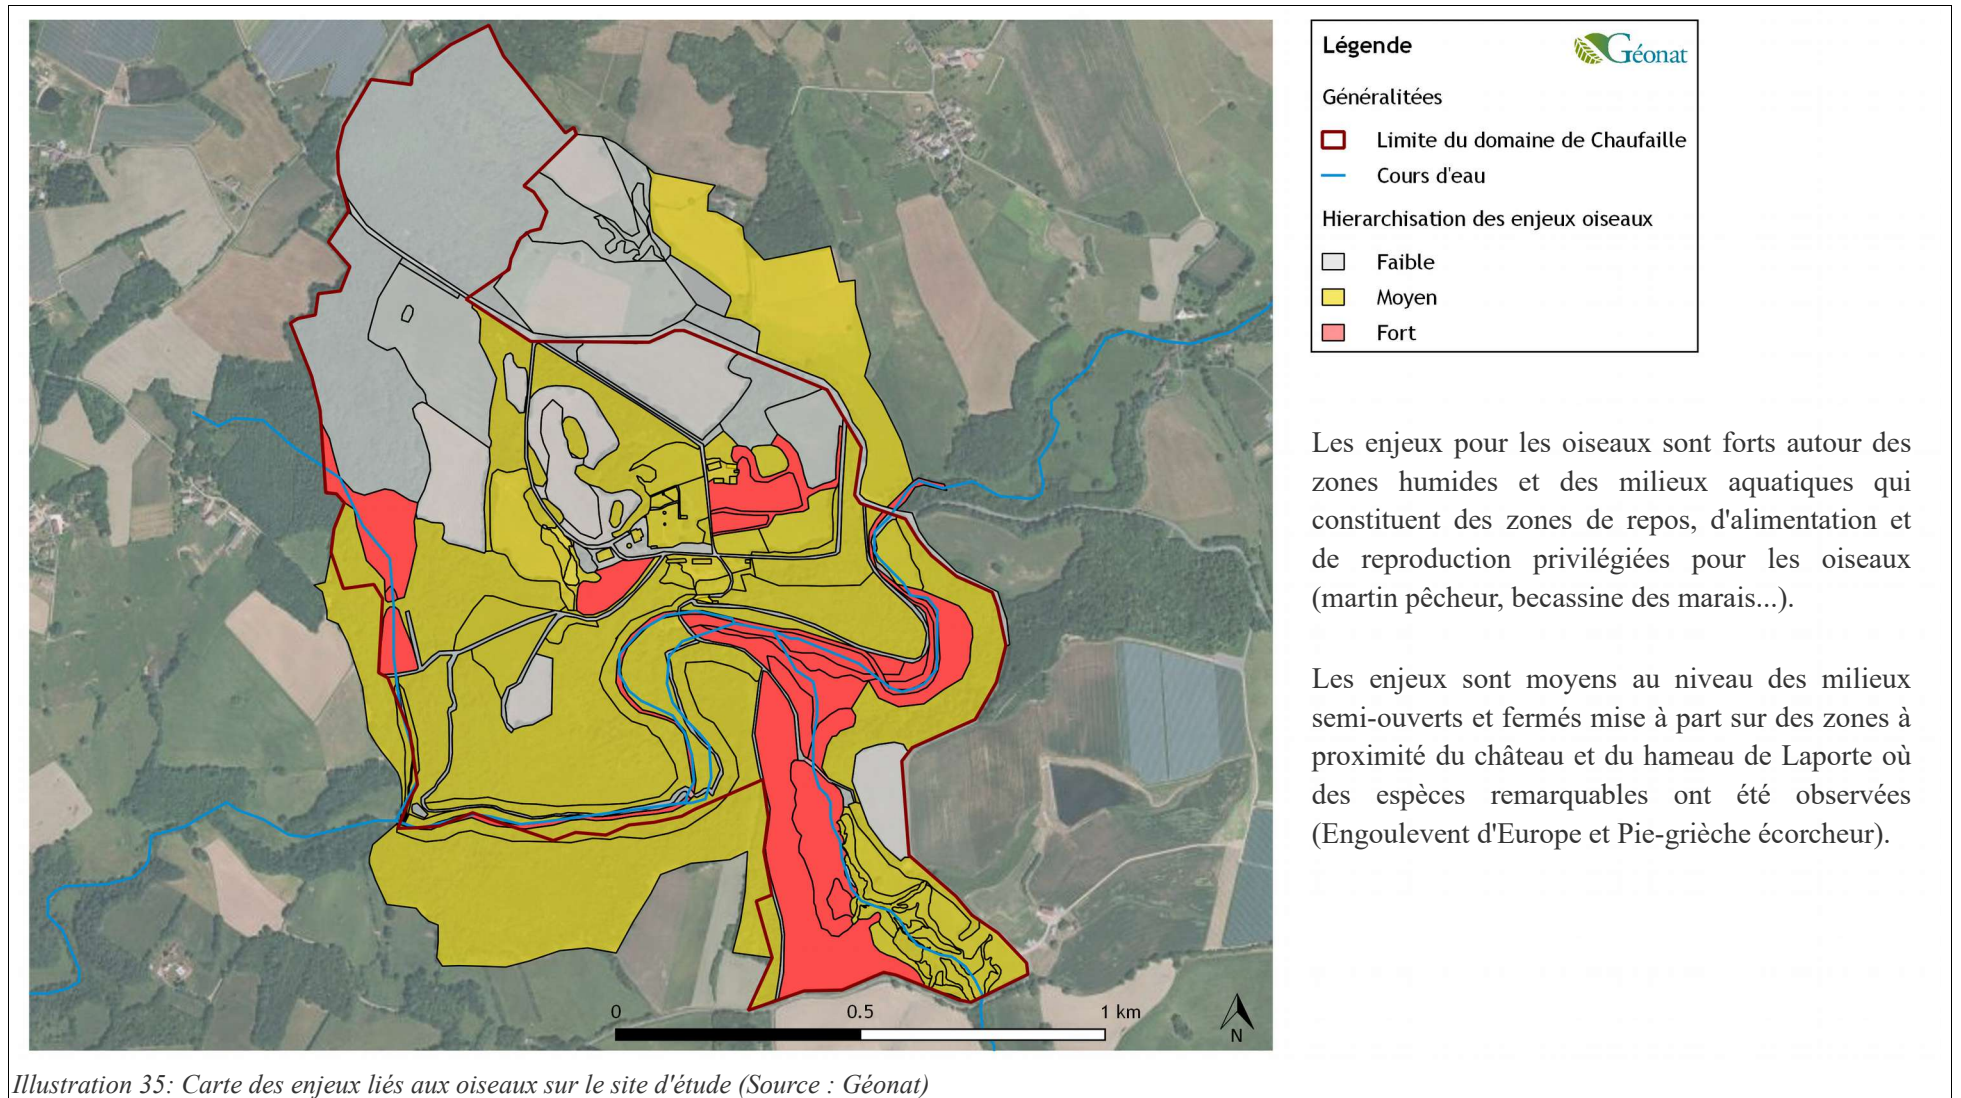 Légende
Géonat
Généralitées
Limite du domaine de Chaufaille
Cours d'eau
Hierarchisation des enjeux oiseaux
Faible
Moyen
Fort
Les enjeux pour les oiseaux sont forts autour des
zones humides et des milieux aquatiques qui
constituent des zones de repos, d'alimentation et
de reproduction privilégiées pour les oiseaux
(martin pêcheur, becassine des marais...).
Les enjeux sont moyens au niveau des milieux
semi-ouverts et fermés mise à part sur des zones à
proximité du château et du hameau de Laporte où
des espèces remarquables ont été observées
(Engoulevent d'Europe et Pie-grièche écorcheur).
0 0.5 1 km
N
Illustration 35: Carte des enjeux liés aux oiseaux sur le site d'étude (Source : Géonat)